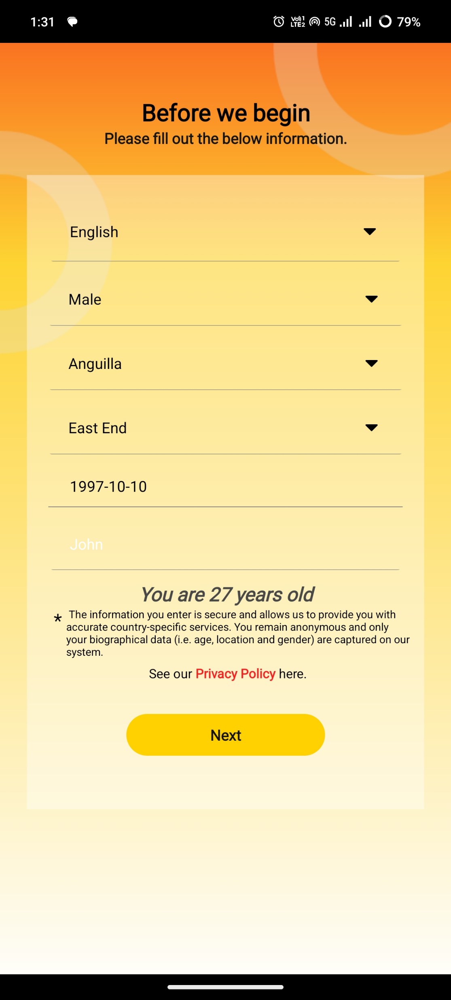 1:31 Vo)) 1 LTE2 5G 79%
Before we begin
Please fill out the below information.
English
Male
Anguilla
East End
1997-10-10
John
You are 27 years old
* The information you enter is secure and allows us to provide you with
accurate country-specific services. You remain anonymous and only
your biographical data (i.e. age, location and gender) are captured on our
system.
See our Privacy Policy here.
Next